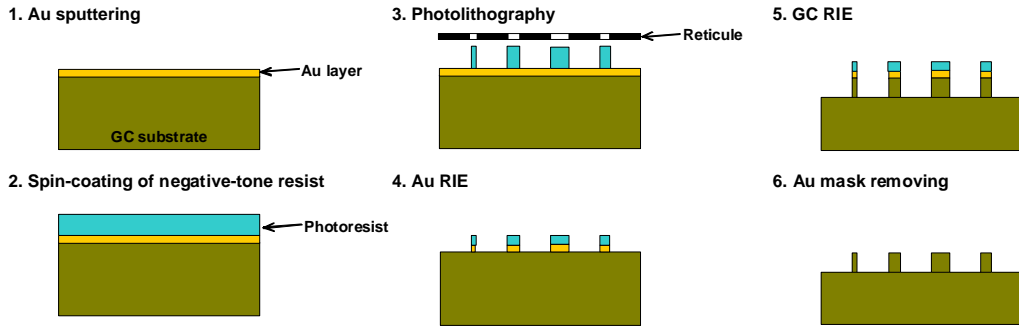 1. Au sputtering
Au layer
GC substrate
2. Spin-coating of negative-tone resist
Photoresist
3. Photolithography
Reticule
4. Au RIE
5. GC RIE
6. Au mask removing